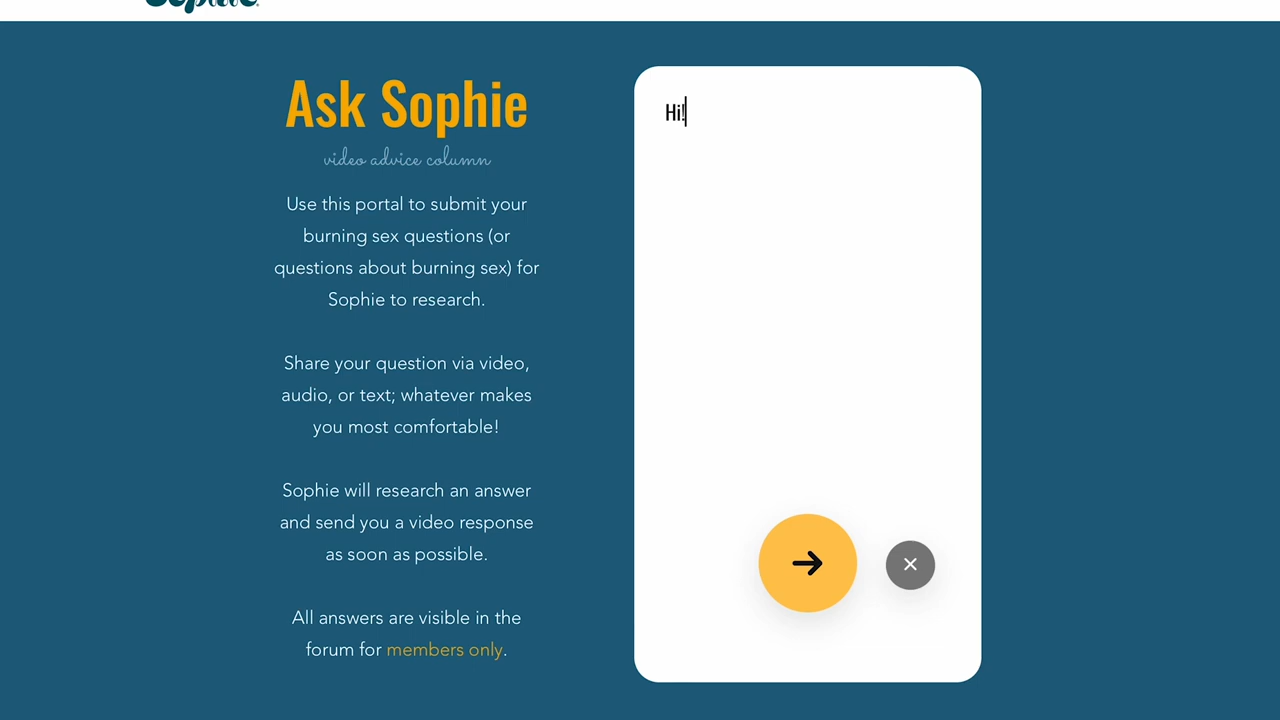 Ask Sophie
video advice column
Use this portal to submit your
burning sex questions (or
questions about burning sex) for
Sophie to research.
Share your question via video,
audio, or text; whatever makes
you most comfortable!
Sophie will research an answer
and send you a video response
as soon as possible.
All answers are visible in the
forum for members only.
Hi!